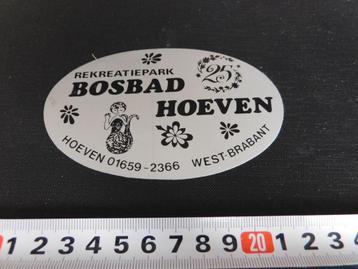 REKREATIEPARK
25
BOSBAD
HOEVEN
HOEVEN 01659-2366 WEST-BRABANT
1 2 3 4 5 6 7 8 9 20 1 2 3 4